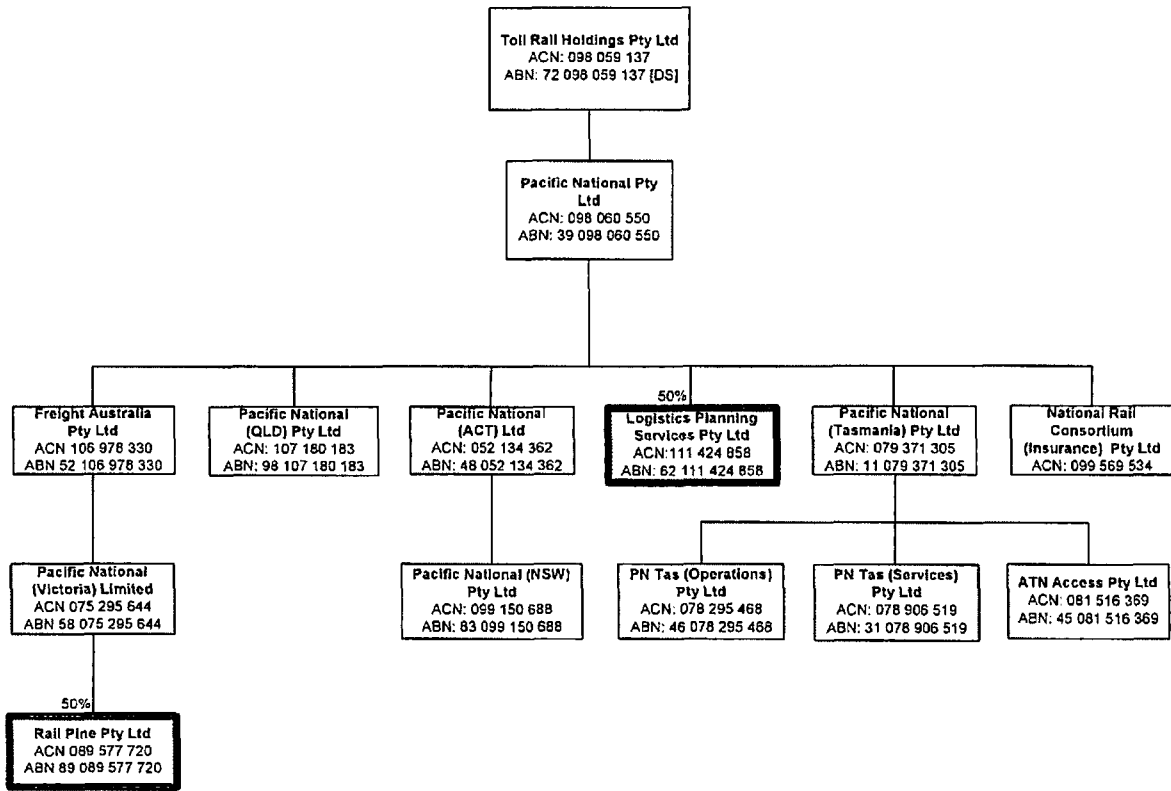 Toll Rail Holdings Pty Ltd
ACN: 098 059 137
ABN: 72 098 059 137 [DS]
Pacific National Pty
Ltd
ACN: 098 060 550
ABN: 39 098 060 550
Freight Australia
Pty Ltd
ACN 106 978 330
ABN 52 106 978 330
Pacific National
(QLD) Pty Ltd
ACN: 107 180 183
ABN: 98 107 180 183
Pacific National
(ACT) Ltd
ACN: 052 134 362
ABN: 48 052 134 362
50%
Logistics Planning
Services Pty Ltd
ACN:111 424 858
ABN: 62 111 424 858
Pacific National
(Tasmania) Pty Ltd
ACN: 079 371 305
ABN: 11 079 371 305
National Rail
Consortium
(Insurance) Pty Ltd
ACN: 099 569 534
Pacific National
(Victoria) Limited
ACN 075 295 644
ABN 58 075 295 644
Pacific National (NSW)
Pty Ltd
ACN: 099 150 688
ABN: 83 099 150 688
PN Tas (Operations)
Pty Ltd
ACN: 078 295 468
ABN: 46 078 295 468
PN Tas (Services)
Pty Ltd
ACN: 078 906 519
ABN: 31 078 906 519
ATN Access Pty Ltd
ACN: 081 516 369
ABN: 45 081 516 369
50%
Rail Pine Pty Ltd
ACN 089 577 720
ABN 89 089 577 720